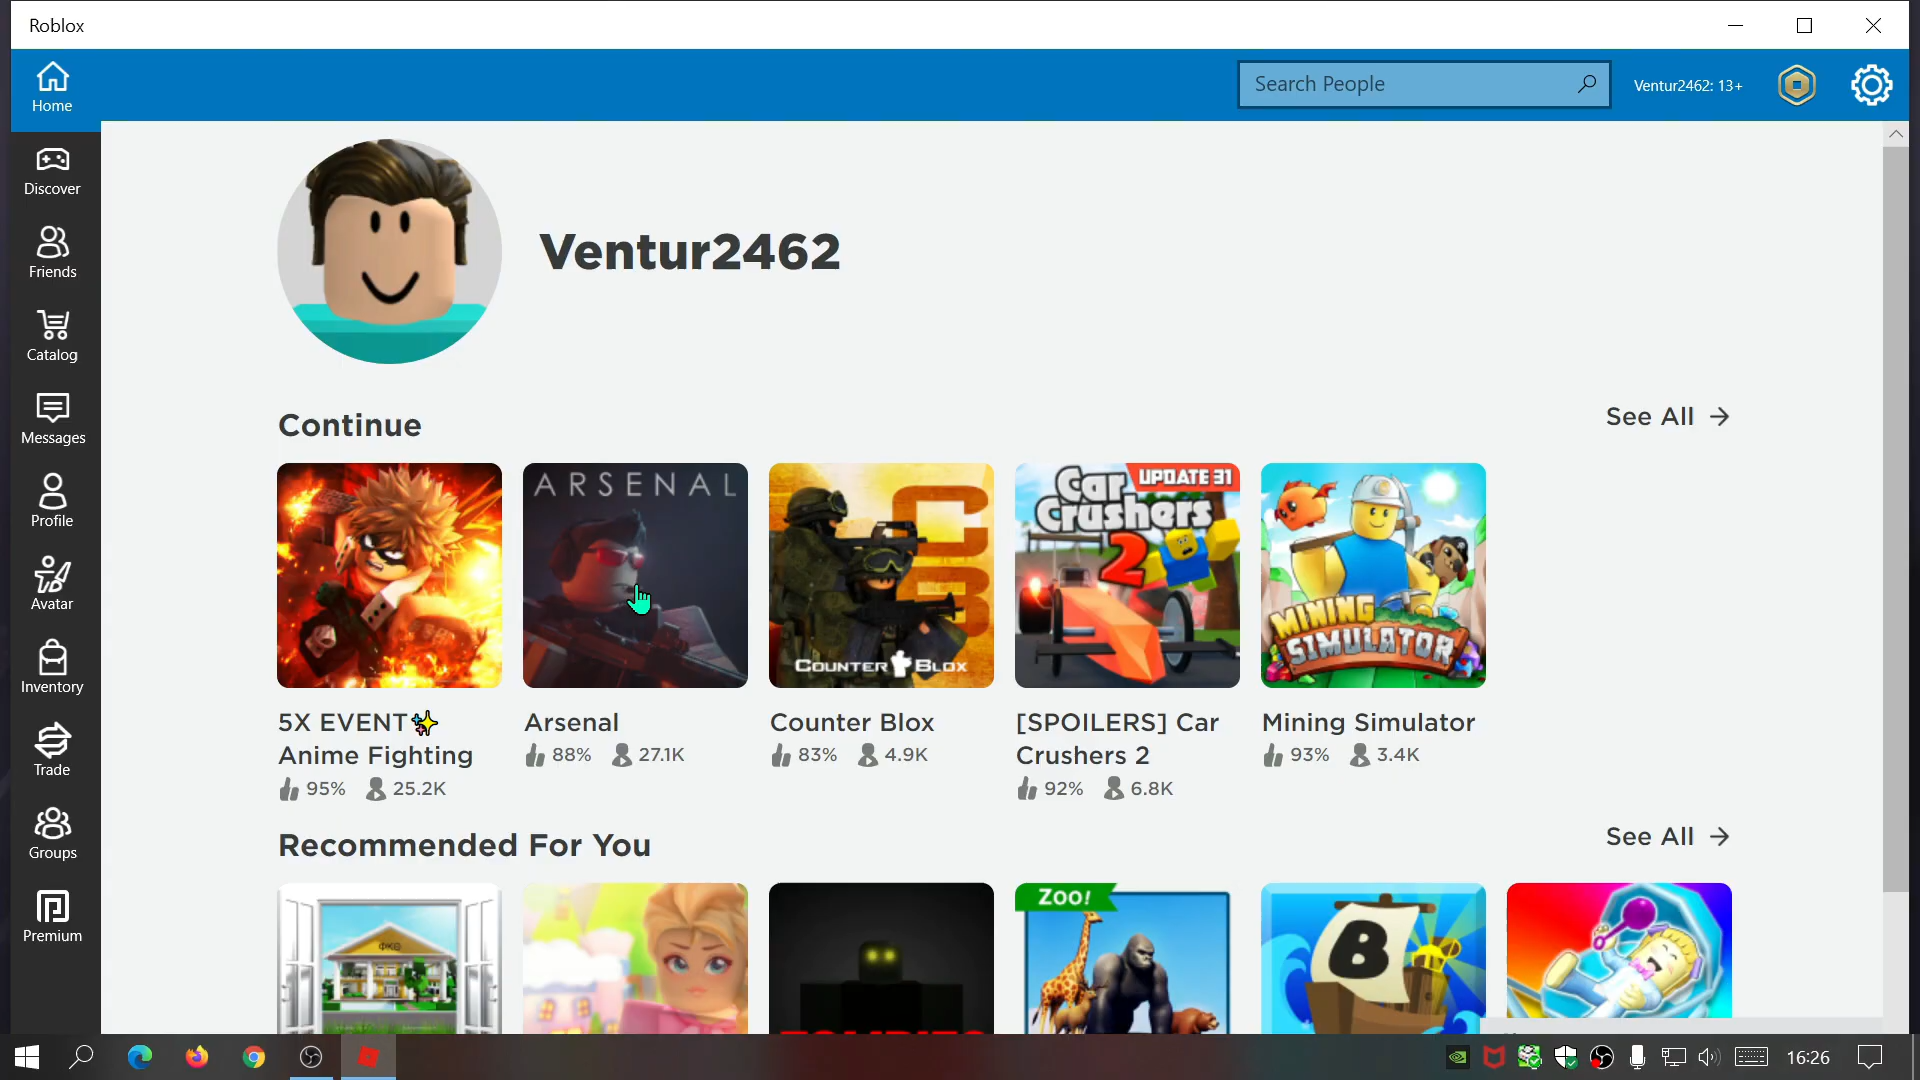 Roblox
Home
Search People
Ventur2462: 13+
Discover
Friends
Catalog
Messages
Profile
Avatar
Inventory
Trade
Groups
Premium
Ventur2462
Continue
See All
ARSENAL
CB
COUNTER BLOX
UPDATE 31
Car
Crushers
2
MINING
SIMULATOR
5X EVENT✨
Anime Fighting
95% 25.2K
Arsenal
88% 27.1K
Counter Blox
83% 4.9K
[SPOILERS] Car
Crushers 2
92% 6.8K
Mining Simulator
93% 3.4K
Recommended For You
See All
ZOO!
B
16:26